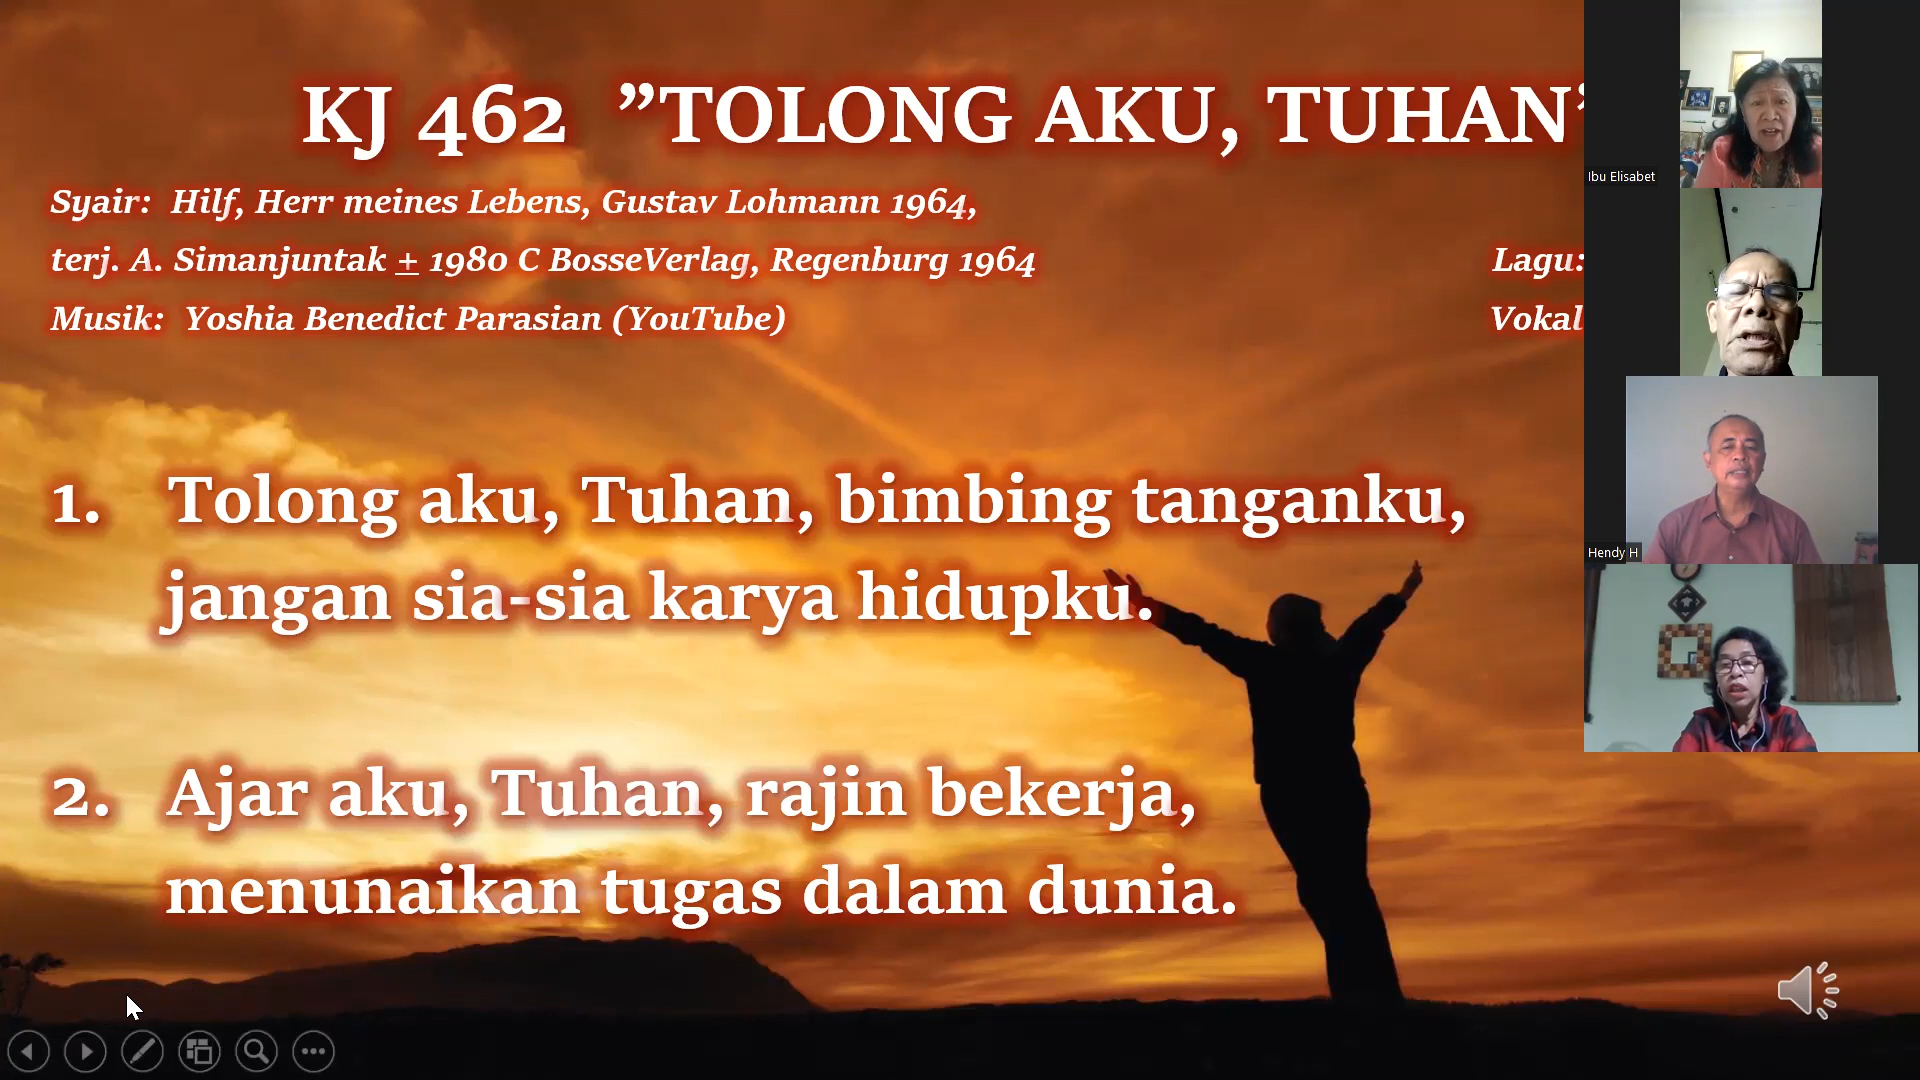 KJ 462 ”TOLONG AKU, TUHAN”
Syair: Hilf, Herr meines Lebens, Gustav Lohmann 1964,
terj. A. Simanjuntak ± 1980 C BosseVerlag, Regenburg 1964
Lagu:
Musik: Yoshia Benedict Parasian (YouTube)
Vokal
1. Tolong aku, Tuhan, bimbing tanganku,
jangan sia-sia karya hidupku.
2. Ajar aku, Tuhan, rajin bekerja,
menunaikan tugas dalam dunia.
Ibu Elisabet
Hendy H